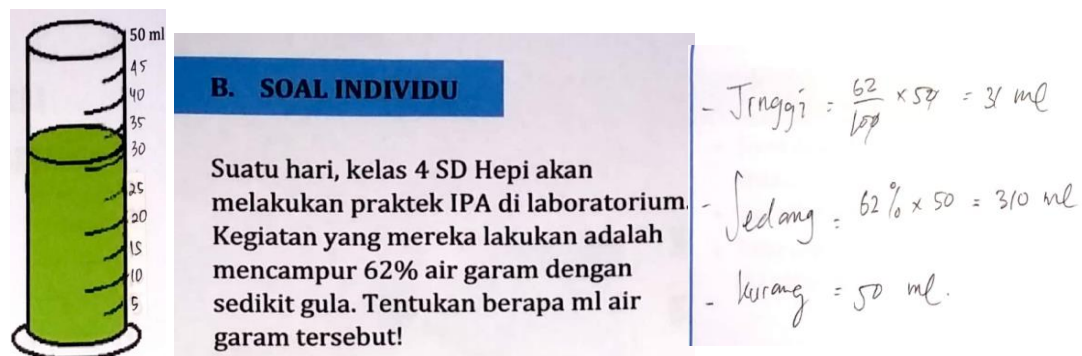 50 ml
45
40
35
30
25
20
15
10
5
B. SOAL INDIVIDU
Suatu hari, kelas 4 SD Hepi akan
melakukan praktek IPA di laboratorium.
Kegiatan yang mereka lakukan adalah
mencampur 62% air garam dengan
sedikit gula. Tentukan berapa ml air
garam tersebut!
- Tinggi = 62/100 × 50 = 31 ml
- Sedang = 62% × 50 = 310 ml
- Kurang = 50 ml.